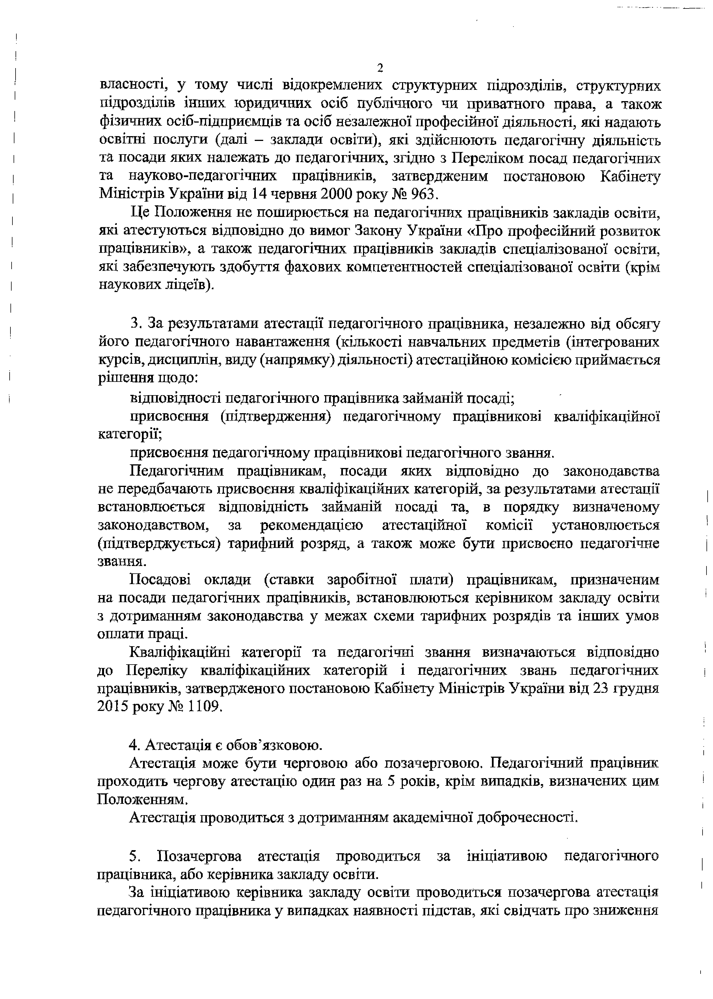 2
власності, у тому числі відокремлених структурних підрозділів, структурних
підрозділів інших юридичних осіб публічного чи приватного права, а також
фізичних осіб-підприємців та осіб незалежної професійної діяльності, які надають
освітні послуги (далі – заклади освіти), які здійснюють педагогічну діяльність
та посади яких належать до педагогічних, згідно з Переліком посад педагогічних
та науково-педагогічних працівників, затвердженим постановою Кабінету
Міністрів України від 14 червня 2000 року № 963.
Це Положення не поширюється на педагогічних працівників закладів освіти,
які атестуються відповідно до вимог Закону України «Про професійний розвиток
працівників», а також педагогічних працівників закладів спеціалізованої освіти,
які забезпечують здобуття фахових компетентностей спеціалізованої освіти (крім
наукових ліцеїв).
3. За результатами атестації педагогічного працівника, незалежно від обсягу
його педагогічного навантаження (кількості навчальних предметів (інтегрованих
курсів, дисциплін, виду (напрямку) діяльності) атестаційною комісією приймається
рішення щодо:
відповідності педагогічного працівника займаній посаді;
присвоєння (підтвердження) педагогічному працівникові кваліфікаційної
категорії;
присвоєння педагогічному працівникові педагогічного звання.
Педагогічним працівникам, посади яких відповідно до законодавства
не передбачають присвоєння кваліфікаційних категорій, за результатами атестації
встановлюється відповідність займаній посаді та, в порядку визначеному
законодавством, за рекомендацією атестаційної комісії установлюється
(підтверджується) тарифний розряд, а також може бути присвоєно педагогічне
звання.
Посадові оклади (ставки заробітної плати) працівникам, призначеним
на посади педагогічних працівників, встановлюються керівником закладу освіти
з дотриманням законодавства у межах схеми тарифних розрядів та інших умов
оплати праці.
Кваліфікаційні категорії та педагогічні звання визначаються відповідно
до Переліку кваліфікаційних категорій і педагогічних звань педагогічних
працівників, затвердженого постановою Кабінету Міністрів України від 23 грудня
2015 року № 1109.
4. Атестація є обов’язковою.
Атестація може бути черговою або позачерговою. Педагогічний працівник
проходить чергову атестацію один раз на 5 років, крім випадків, визначених цим
Положенням.
Атестація проводиться з дотриманням академічної доброчесності.
5. Позачергова атестація проводиться за ініціативою педагогічного
працівника, або керівника закладу освіти.
За ініціативою керівника закладу освіти проводиться позачергова атестація
педагогічного працівника у випадках наявності підстав, які свідчать про зниження